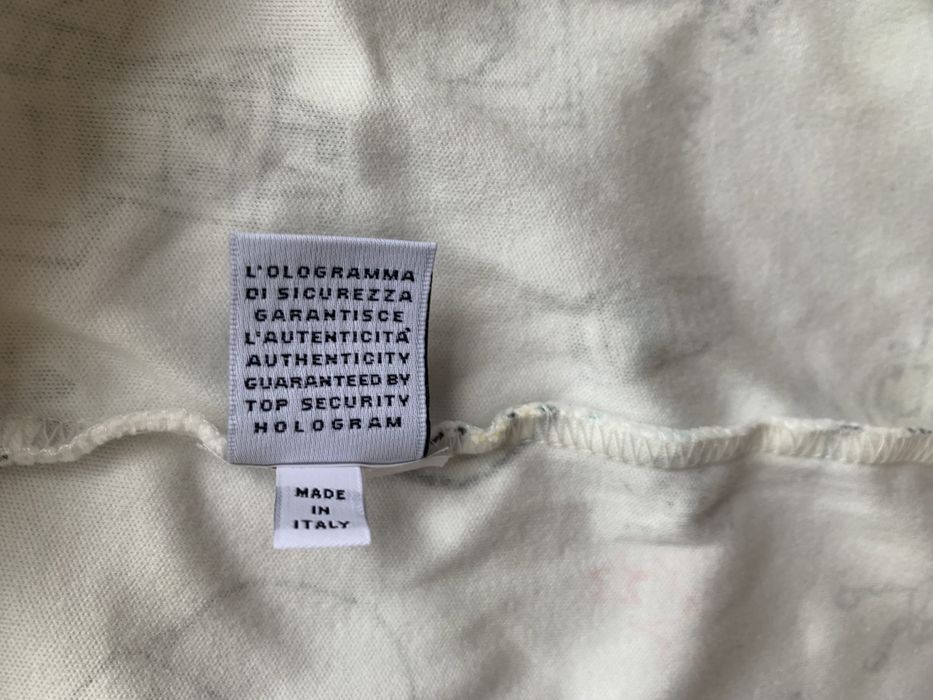 L'OLOGRAMMA
DI SICUREZZA
GARANTISCE
L'AUTENTICITÀ
AUTHENTICITY
GUARANTEED BY
TOP SECURITY
HOLOGRAM
MADE
IN
ITALY